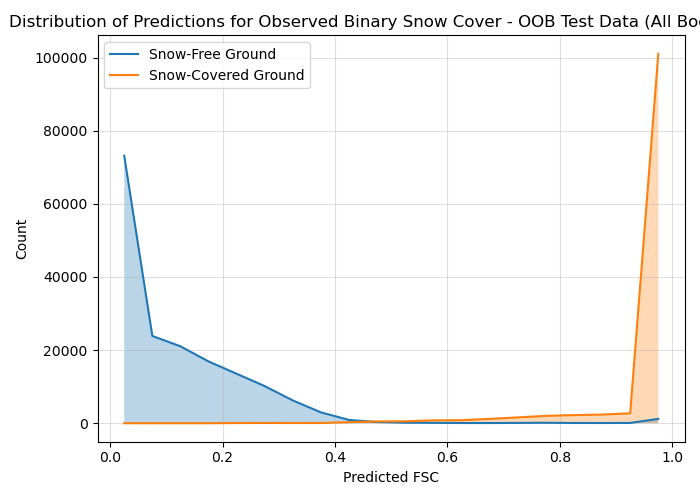 Distribution of Predictions for Observed Binary Snow Cover - OOB Test Data (All
Snow-Free Ground
Snow-Covered Ground
100000
80000
60000
40000
20000
0
Count
0.0 0.2 0.4 0.6 0.8 1.0
Predicted FSC